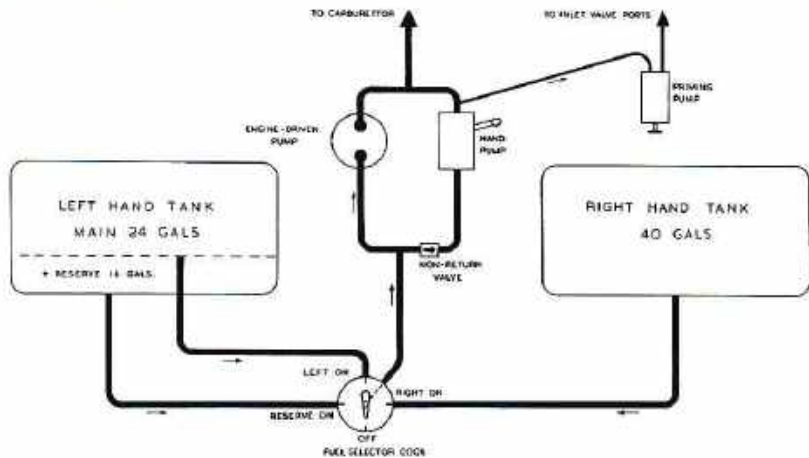 TO CARBURETTOR
TO INLET VALVE PORTS
PRIMING
PUMP
ENGINE-DRIVEN
PUMP
HAND
PUMP
LEFT HAND TANK
MAIN 24 GALS
+ RESERVE 16 GALS.
RIGHT HAND TANK
40 GALS
NON-RETURN
VALVE
LEFT ON
RIGHT ON
RESERVE ON
OFF
FUEL SELECTOR COCK